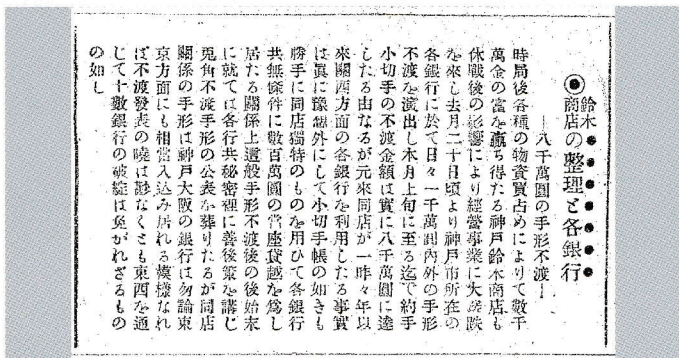 ◉鈴木商店の整理と各銀行
―八千萬圓の手形不渡―
時局後各種の物資買占めによりて數千
萬金の富を贏ち得たる神戸鈴木商店も
休戰後の影響により經營事業に大蹉跌
を來し去月二十日頃より神戸市所在の
各銀行に於て日々一千萬圓內外の手形
不渡を演出し本月上旬に至る迄で約手
小切手の不渡金額は實に八千萬圓に達
したる由なるが元來同店が一昨々年以
來關西方面の各銀行を利用したる事實
は眞に豫想外にして小切手帳の如きも
勝手に同店獨特のものを用ひて各銀行
共無條件に數百萬圓の當座貸越を爲し
居たる關係上這般手形不渡後の後始末
に就ては各行共秘密裡に善後策を講じ
兎角不渡手形の公表を葬りたるが同店
關係の手形は神戸大阪の銀行は勿論東
京方面にも相當入込み居れる模樣なれ
ば不渡發表の曉は尠なくとも東西を通
じて十數銀行の破綻は免がれざるもの
の如し